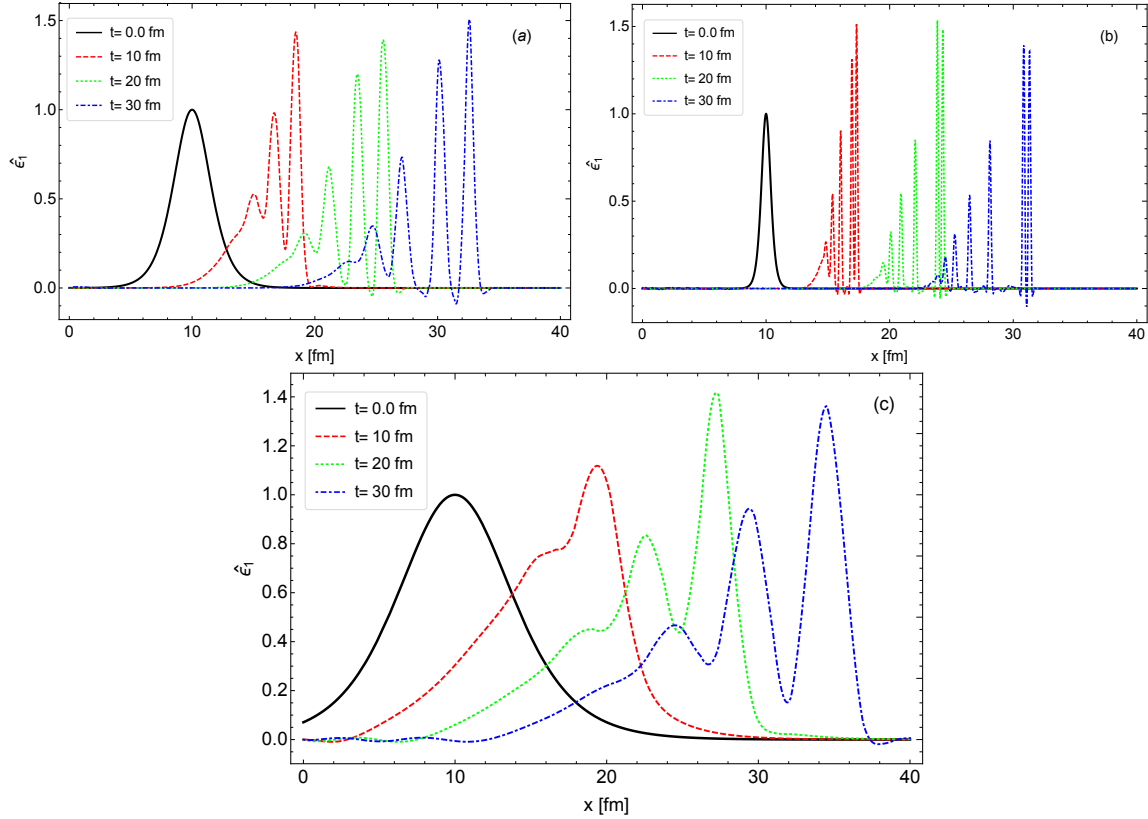 (a)
t= 0.0 fm
t= 10 fm
t= 20 fm
t= 30 fm
1.5
1.0
0.5
0.0
ε̂₁
0 10 20 30 40
x [fm]
(b)
t= 0.0 fm
t= 10 fm
t= 20 fm
t= 30 fm
1.5
1.0
0.5
0.0
ε̂₁
0 10 20 30 40
x [fm]
(c)
t= 0.0 fm
t= 10 fm
t= 20 fm
t= 30 fm
1.4
1.2
1.0
0.8
0.6
0.4
0.2
0.0
ε̂₁
0 10 20 30 40
x [fm]